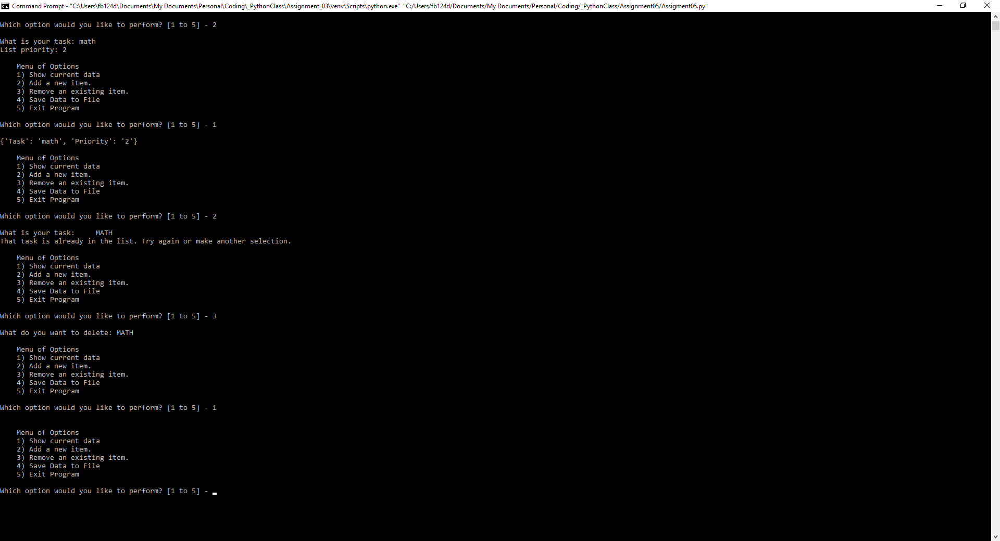 Command Prompt - "C:\Users\fb124d\Documents\My Documents\Personal\Coding\_PythonClass\Assignment_03\venv\Scripts\python.exe" "C:/Users/fb124d/Documents/My Documents/Personal/Coding/_PythonClass/Assignment05/Assigment05.py"
Which option would you like to perform? [1 to 5] - 2
What is your task: math
List priority: 2
Menu of Options
1) Show current data
2) Add a new item.
3) Remove an existing item.
4) Save Data to File
5) Exit Program
Which option would you like to perform? [1 to 5] - 1
{'Task': 'math', 'Priority': '2'}
Menu of Options
1) Show current data
2) Add a new item.
3) Remove an existing item.
4) Save Data to File
5) Exit Program
Which option would you like to perform? [1 to 5] - 2
What is your task:     MATH
That task is already in the list. Try again or make another selection.
Menu of Options
1) Show current data
2) Add a new item.
3) Remove an existing item.
4) Save Data to File
5) Exit Program
Which option would you like to perform? [1 to 5] - 3
What do you want to delete: MATH
Menu of Options
1) Show current data
2) Add a new item.
3) Remove an existing item.
4) Save Data to File
5) Exit Program
Which option would you like to perform? [1 to 5] - 1
Menu of Options
1) Show current data
2) Add a new item.
3) Remove an existing item.
4) Save Data to File
5) Exit Program
Which option would you like to perform? [1 to 5] -